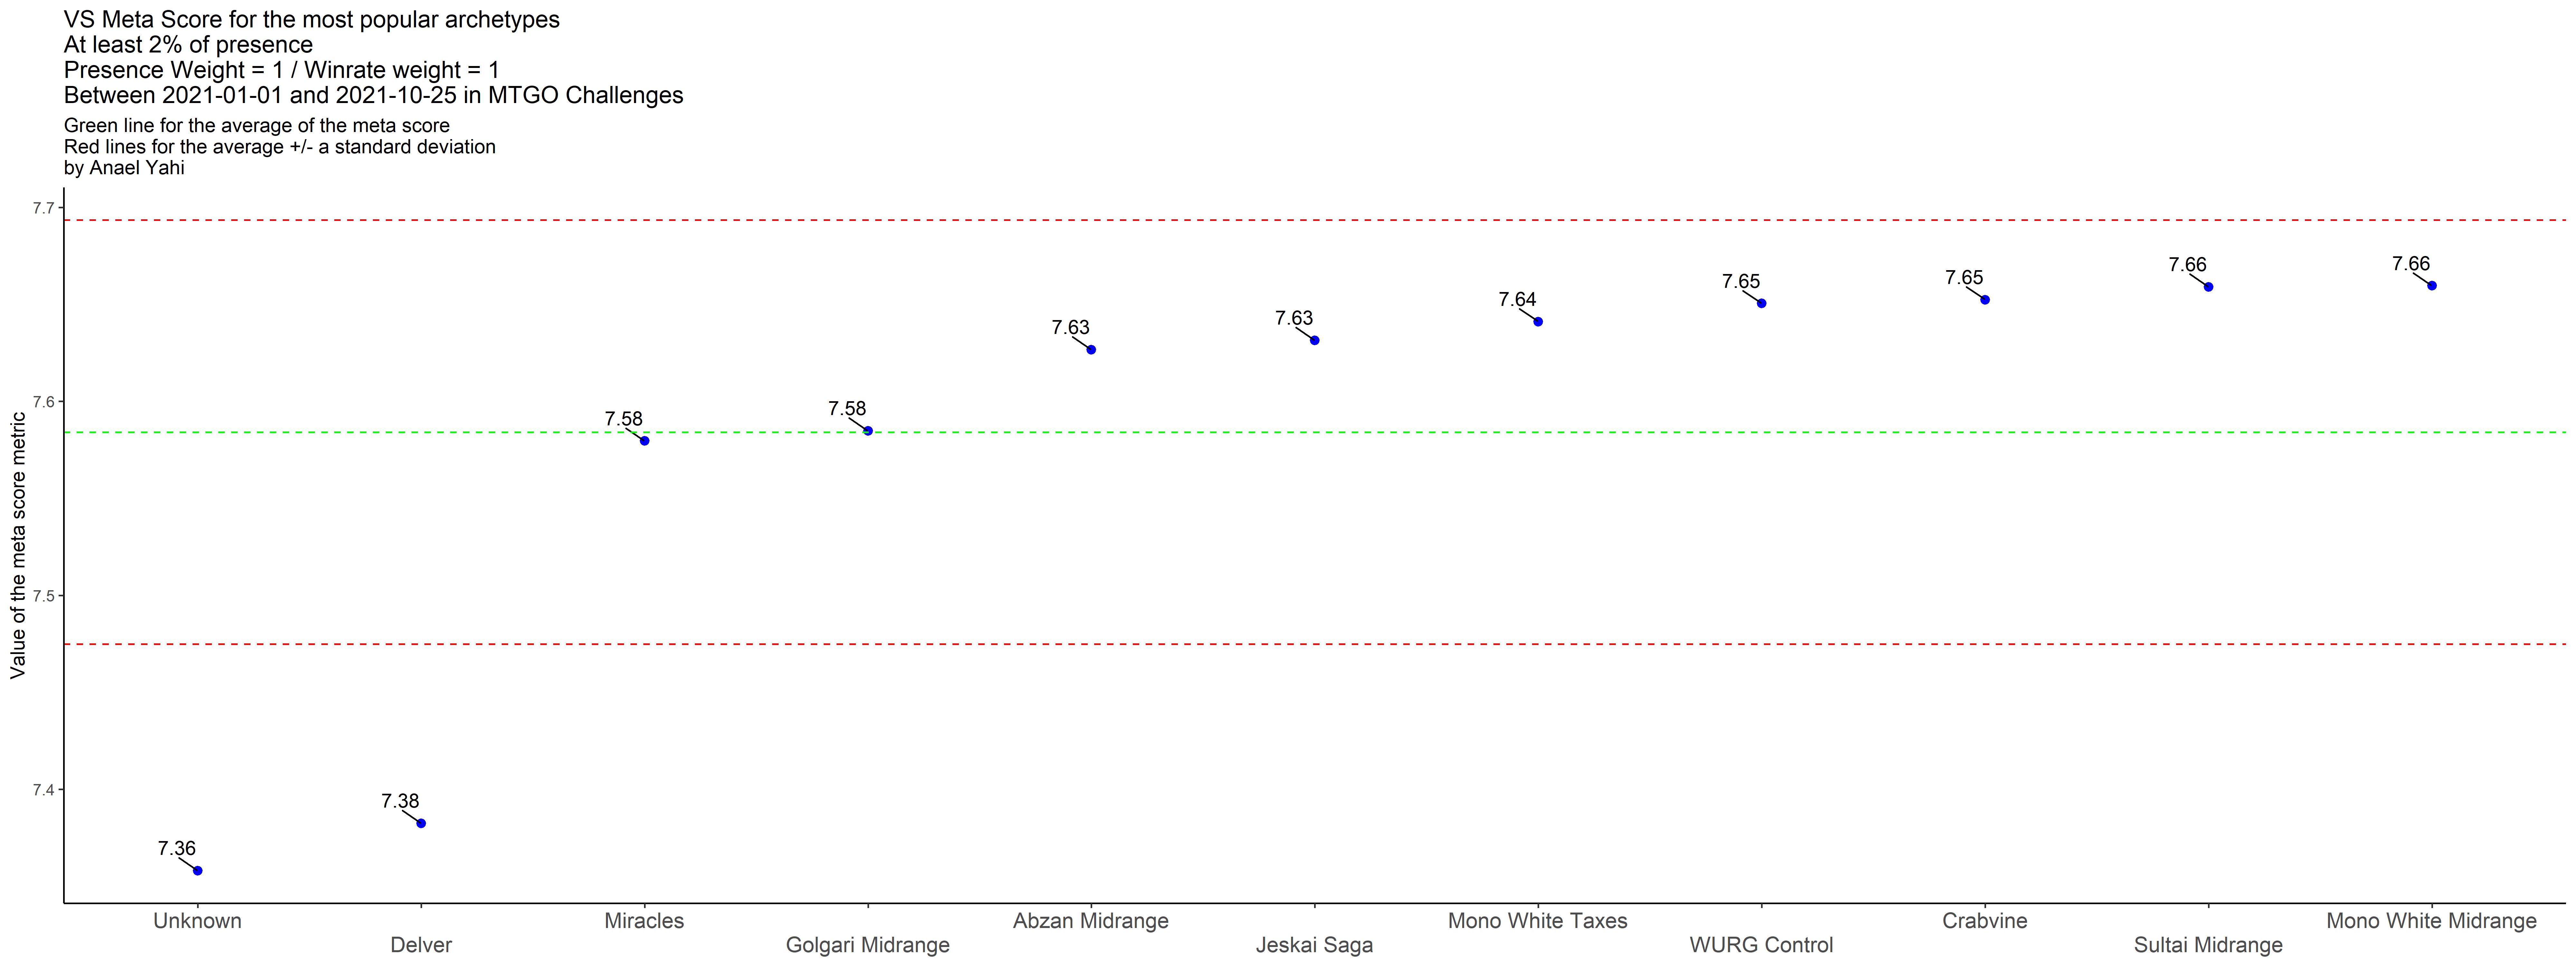 VS Meta Score for the most popular archetypes
At least 2% of presence
Presence Weight = 1 / Winrate weight = 1
Between 2021-01-01 and 2021-10-25 in MTGO Challenges
Green line for the average of the meta score
Red lines for the average +/- a standard deviation
by Anael Yahi
Value of the meta score metric
7.7
7.6
7.5
7.4
7.36
7.38
7.58
7.58
7.63
7.63
7.64
7.65
7.65
7.66
7.66
Unknown
Delver
Miracles
Golgari Midrange
Abzan Midrange
Jeskai Saga
Mono White Taxes
WURG Control
Crabvine
Sultai Midrange
Mono White Midrange